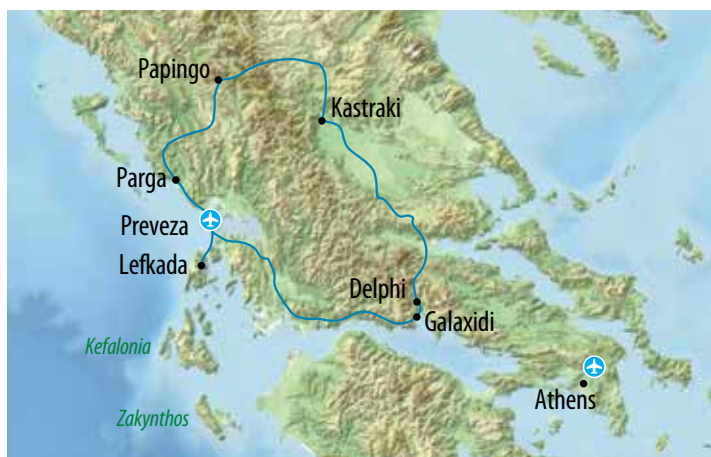 Papingo
Kastraki
Parga
Preveza
Lefkada
Delphi
Galaxidi
Kefalonia
Athens
Zakynthos